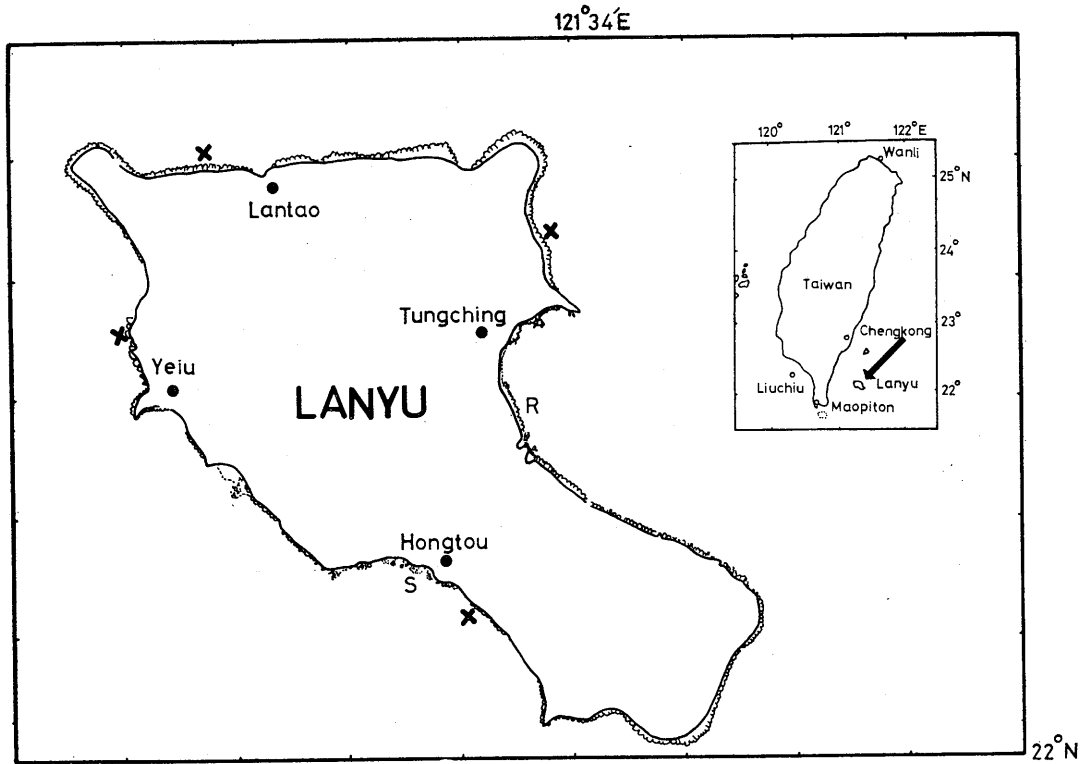 121°34'E
120° 121° 122°E
Wanli
25°N
Lantao
24°
Taiwan
Tungching
23°
Chengkong
Yeiu
LANYU
R
Liuchiu
Lanyu
22°
Maopiton
Hongtou
S
22°N